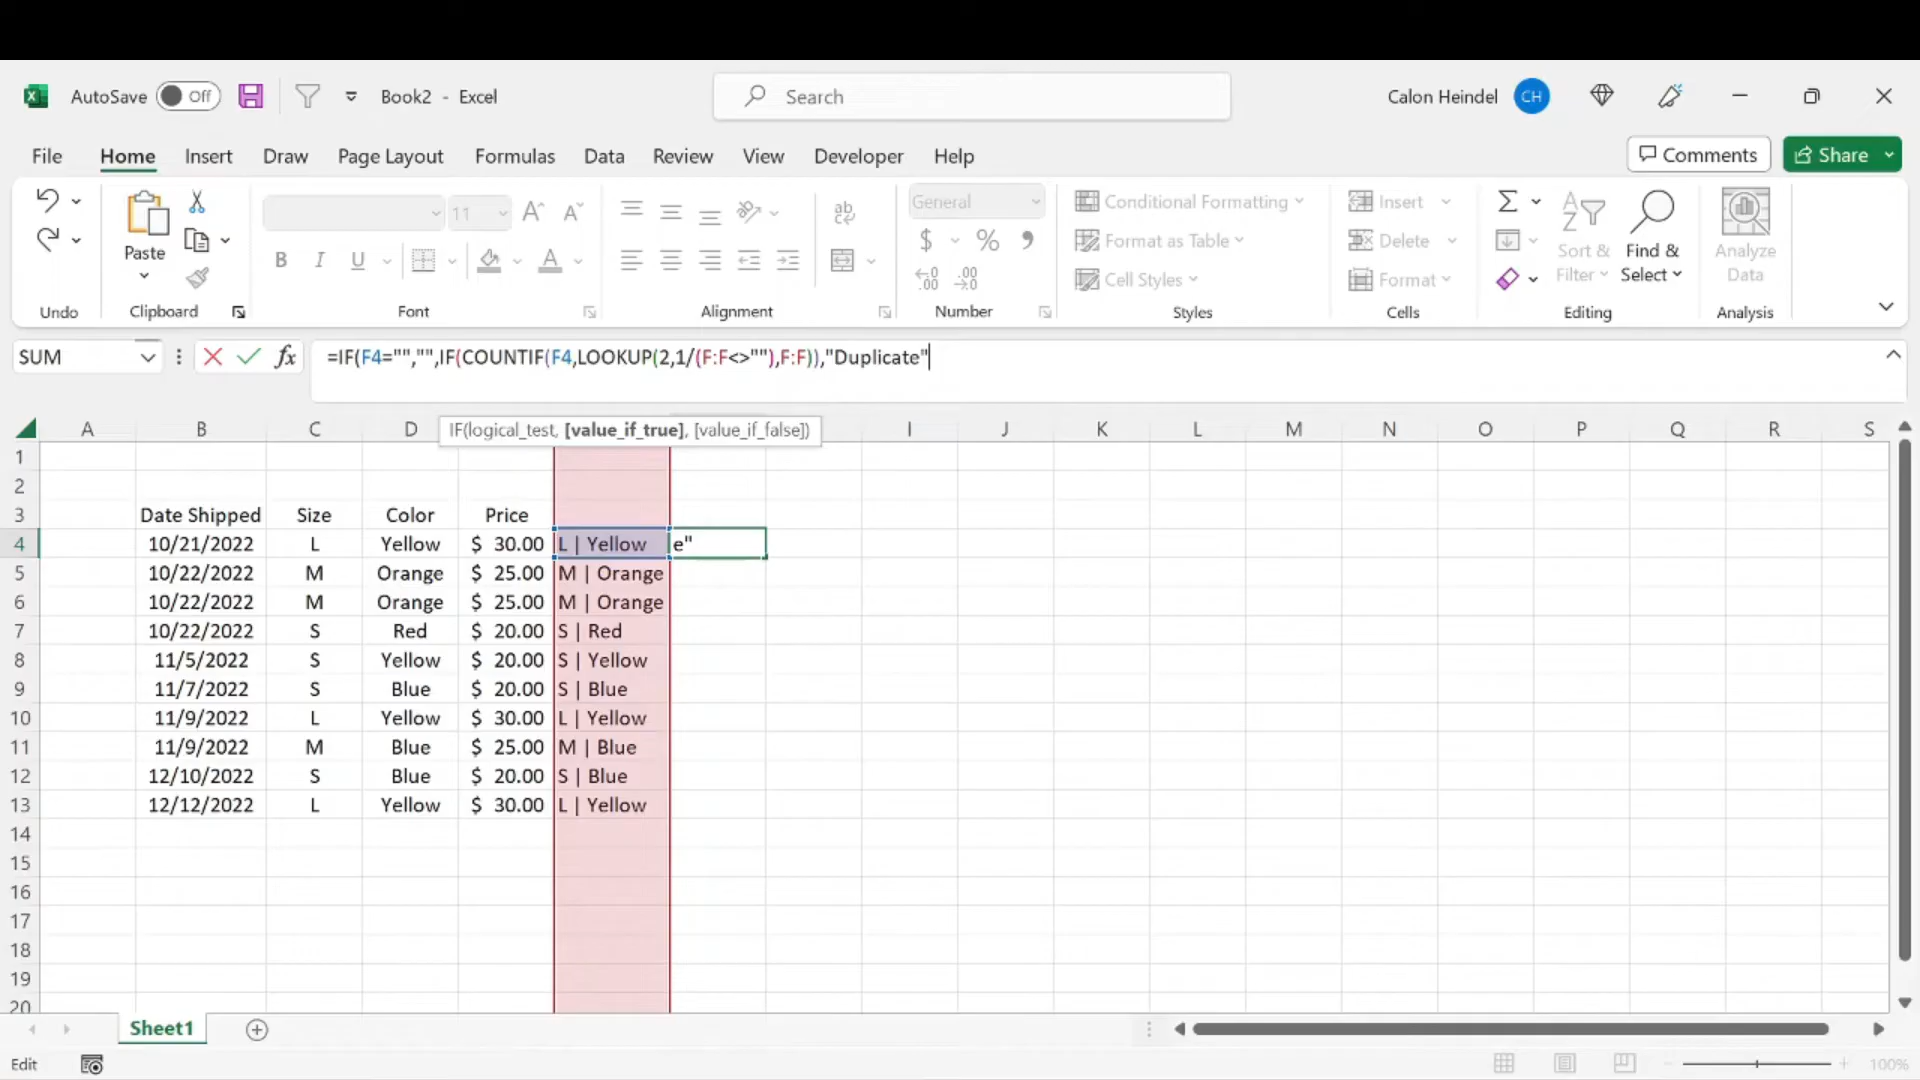 AutoSave Off Book2 - Excel Search Calon Heindel CH
File Home Insert Draw Page Layout Formulas Data Review View Developer Help Comments Share
11 General Conditional Formatting Insert
Paste B I U $ % Format as Table Delete Sort & Filter Find & Select Analyze Data
Cell Styles Format
Undo Clipboard Font Alignment Number Styles Cells Editing Analysis
SUM fx =IF(F4="","",IF(COUNTIF(F4,LOOKUP(2,1/(F:F<>""),F:F)),"Duplicate"
IF(logical_test, [value_if_true], [value_if_false])
A B C D I J K L M N O P Q R S
1
2
3 Date Shipped Size Color Price
4 10/21/2022 L Yellow $ 30.00 L | Yellow e"
5 10/22/2022 M Orange $ 25.00 M | Orange
6 10/22/2022 M Orange $ 25.00 M | Orange
7 10/22/2022 S Red $ 20.00 S | Red
8 11/5/2022 S Yellow $ 20.00 S | Yellow
9 11/7/2022 S Blue $ 20.00 S | Blue
10 11/9/2022 L Yellow $ 30.00 L | Yellow
11 11/9/2022 M Blue $ 25.00 M | Blue
12 12/10/2022 S Blue $ 20.00 S | Blue
13 12/12/2022 L Yellow $ 30.00 L | Yellow
14
15
16
17
18
19
20
Sheet1
Edit 100%